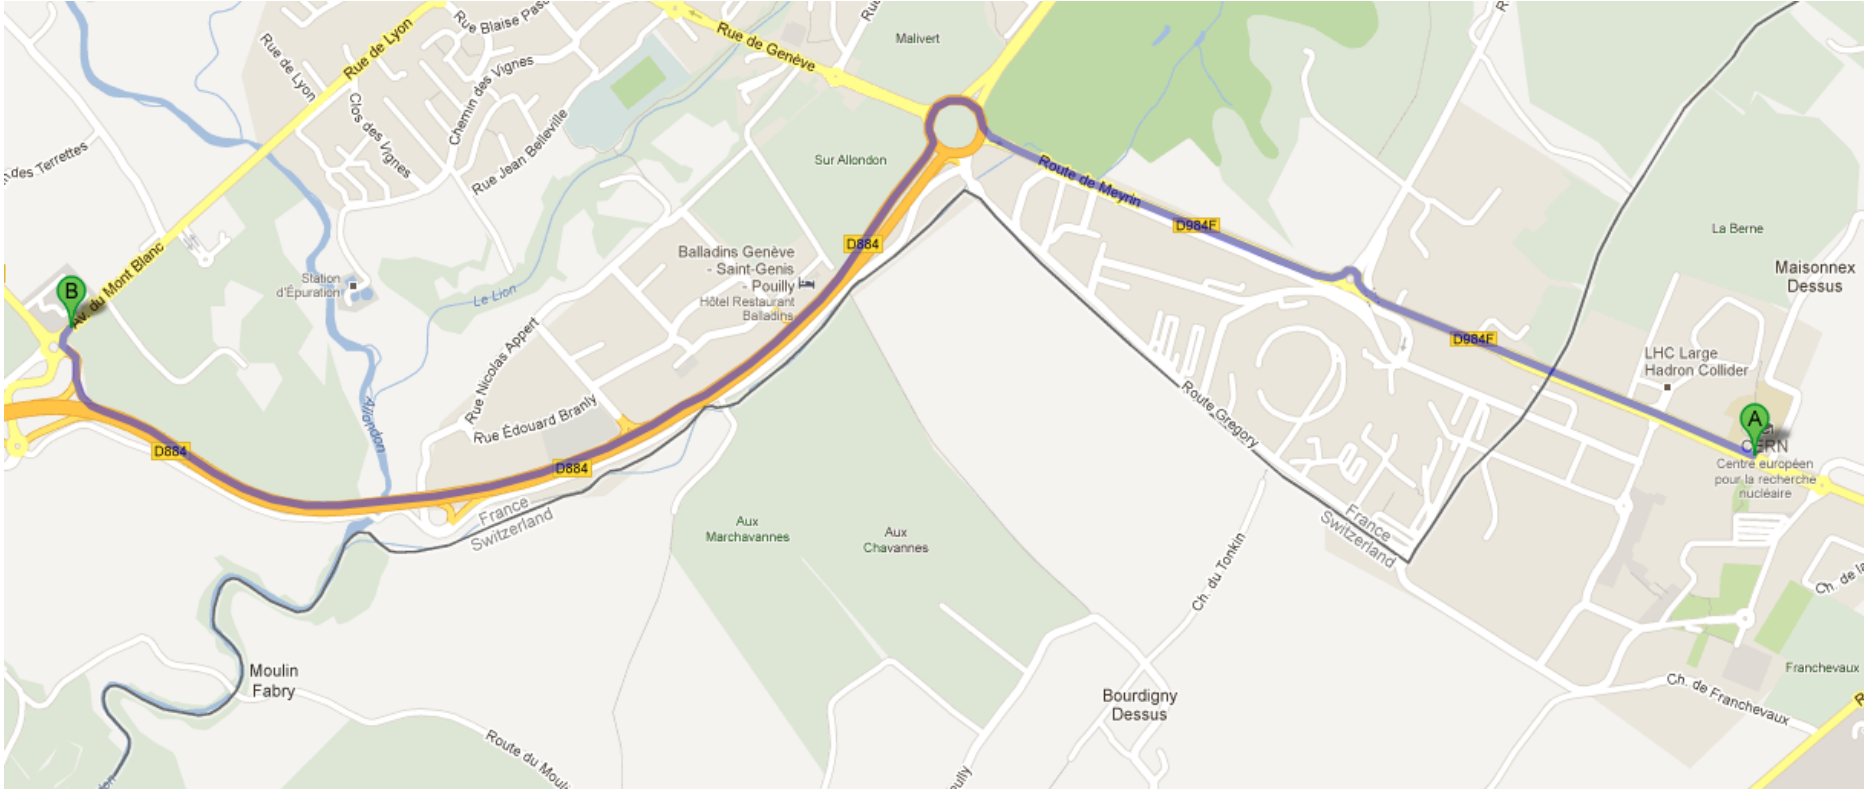 Rue de Lyon
Rue Blaise Pasc
Rue de Genève
Malivert
Rue de Lyon
Clos des Vignes
Chemin des Vignes
Rue Jean Belleville
des Terrettes
Sur Allondon
Route de Meyrin
D984F
La Berne
Maisonnex
Dessus
Av. du Mont Blanc
B
Station
d'Épuration
Le Lion
Balladins Genève
- Saint-Genis
- Pouilly
Hôtel Restaurant
Balladins
D884
Rue Nicolas Appert
Rue Édouard Branly
Allondon
D884
D884
France
Switzerland
Route Gregory
D984F
LHC Large
Hadron Collider
A
CERN
Centre européen
pour la recherche
nucléaire
France
Switzerland
Aux
Marchavannes
Aux
Chavannes
Ch. du Tonkin
Ch. de la
Moulin
Fabry
Bourdigny
Dessus
Franchevaux
Ch. de Franchevaux
Route du Moul